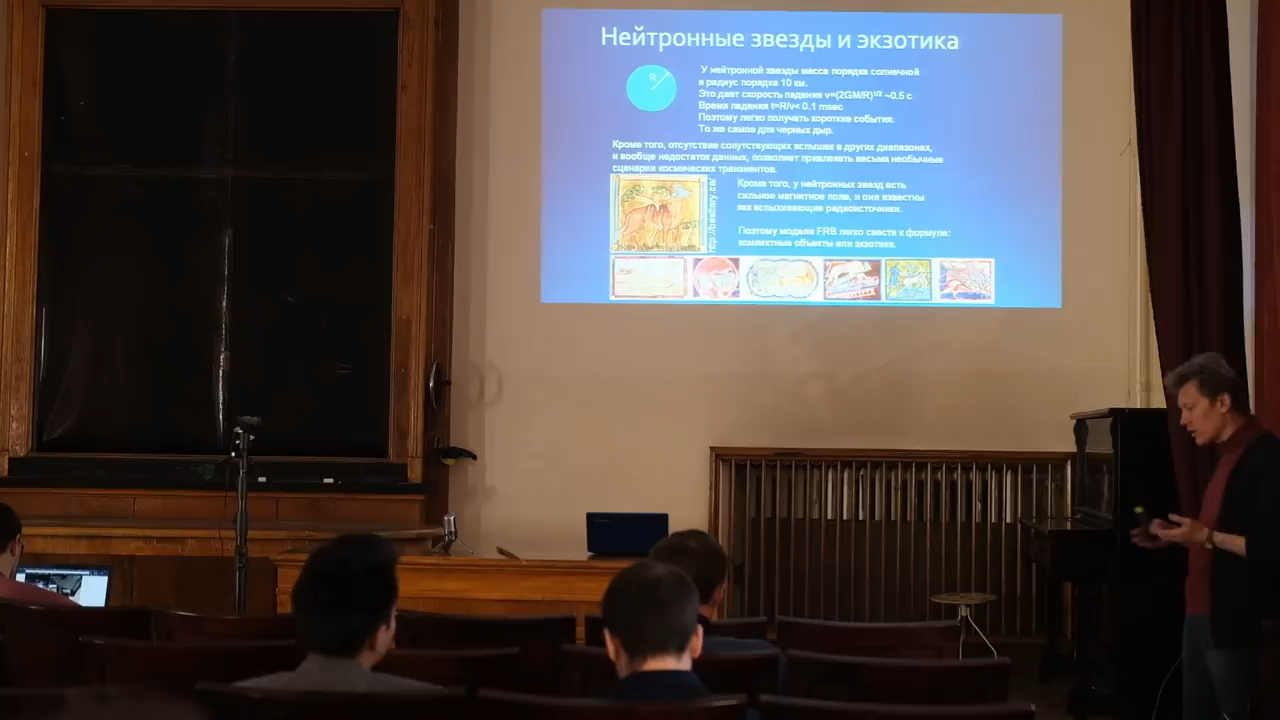 Нейтронные звезды и экзотика
R
У нейтронной звезды масса порядка солнечной
и радиус порядка 10 км.
Это дает скорость падения v=(2GM/R)^1/2 ~0.5 c
Время падения t=R/v< 0.1 msec
Поэтому легко получать короткие события.
То же самое для черных дыр.
Кроме того, отсутствие сопутствующих вспышек в других диапазонах,
и вообще недостаток данных, позволяет привлекать весьма необычные
сценарии космических транзиентов.
http://bestiary.ca/
Кроме того, у нейтронных звезд есть
сильное магнитное поле, и они известны
как вспыхивающие радиоисточники.
Поэтому модели FRB легко свести к формуле:
компактные объекты или экзотика.